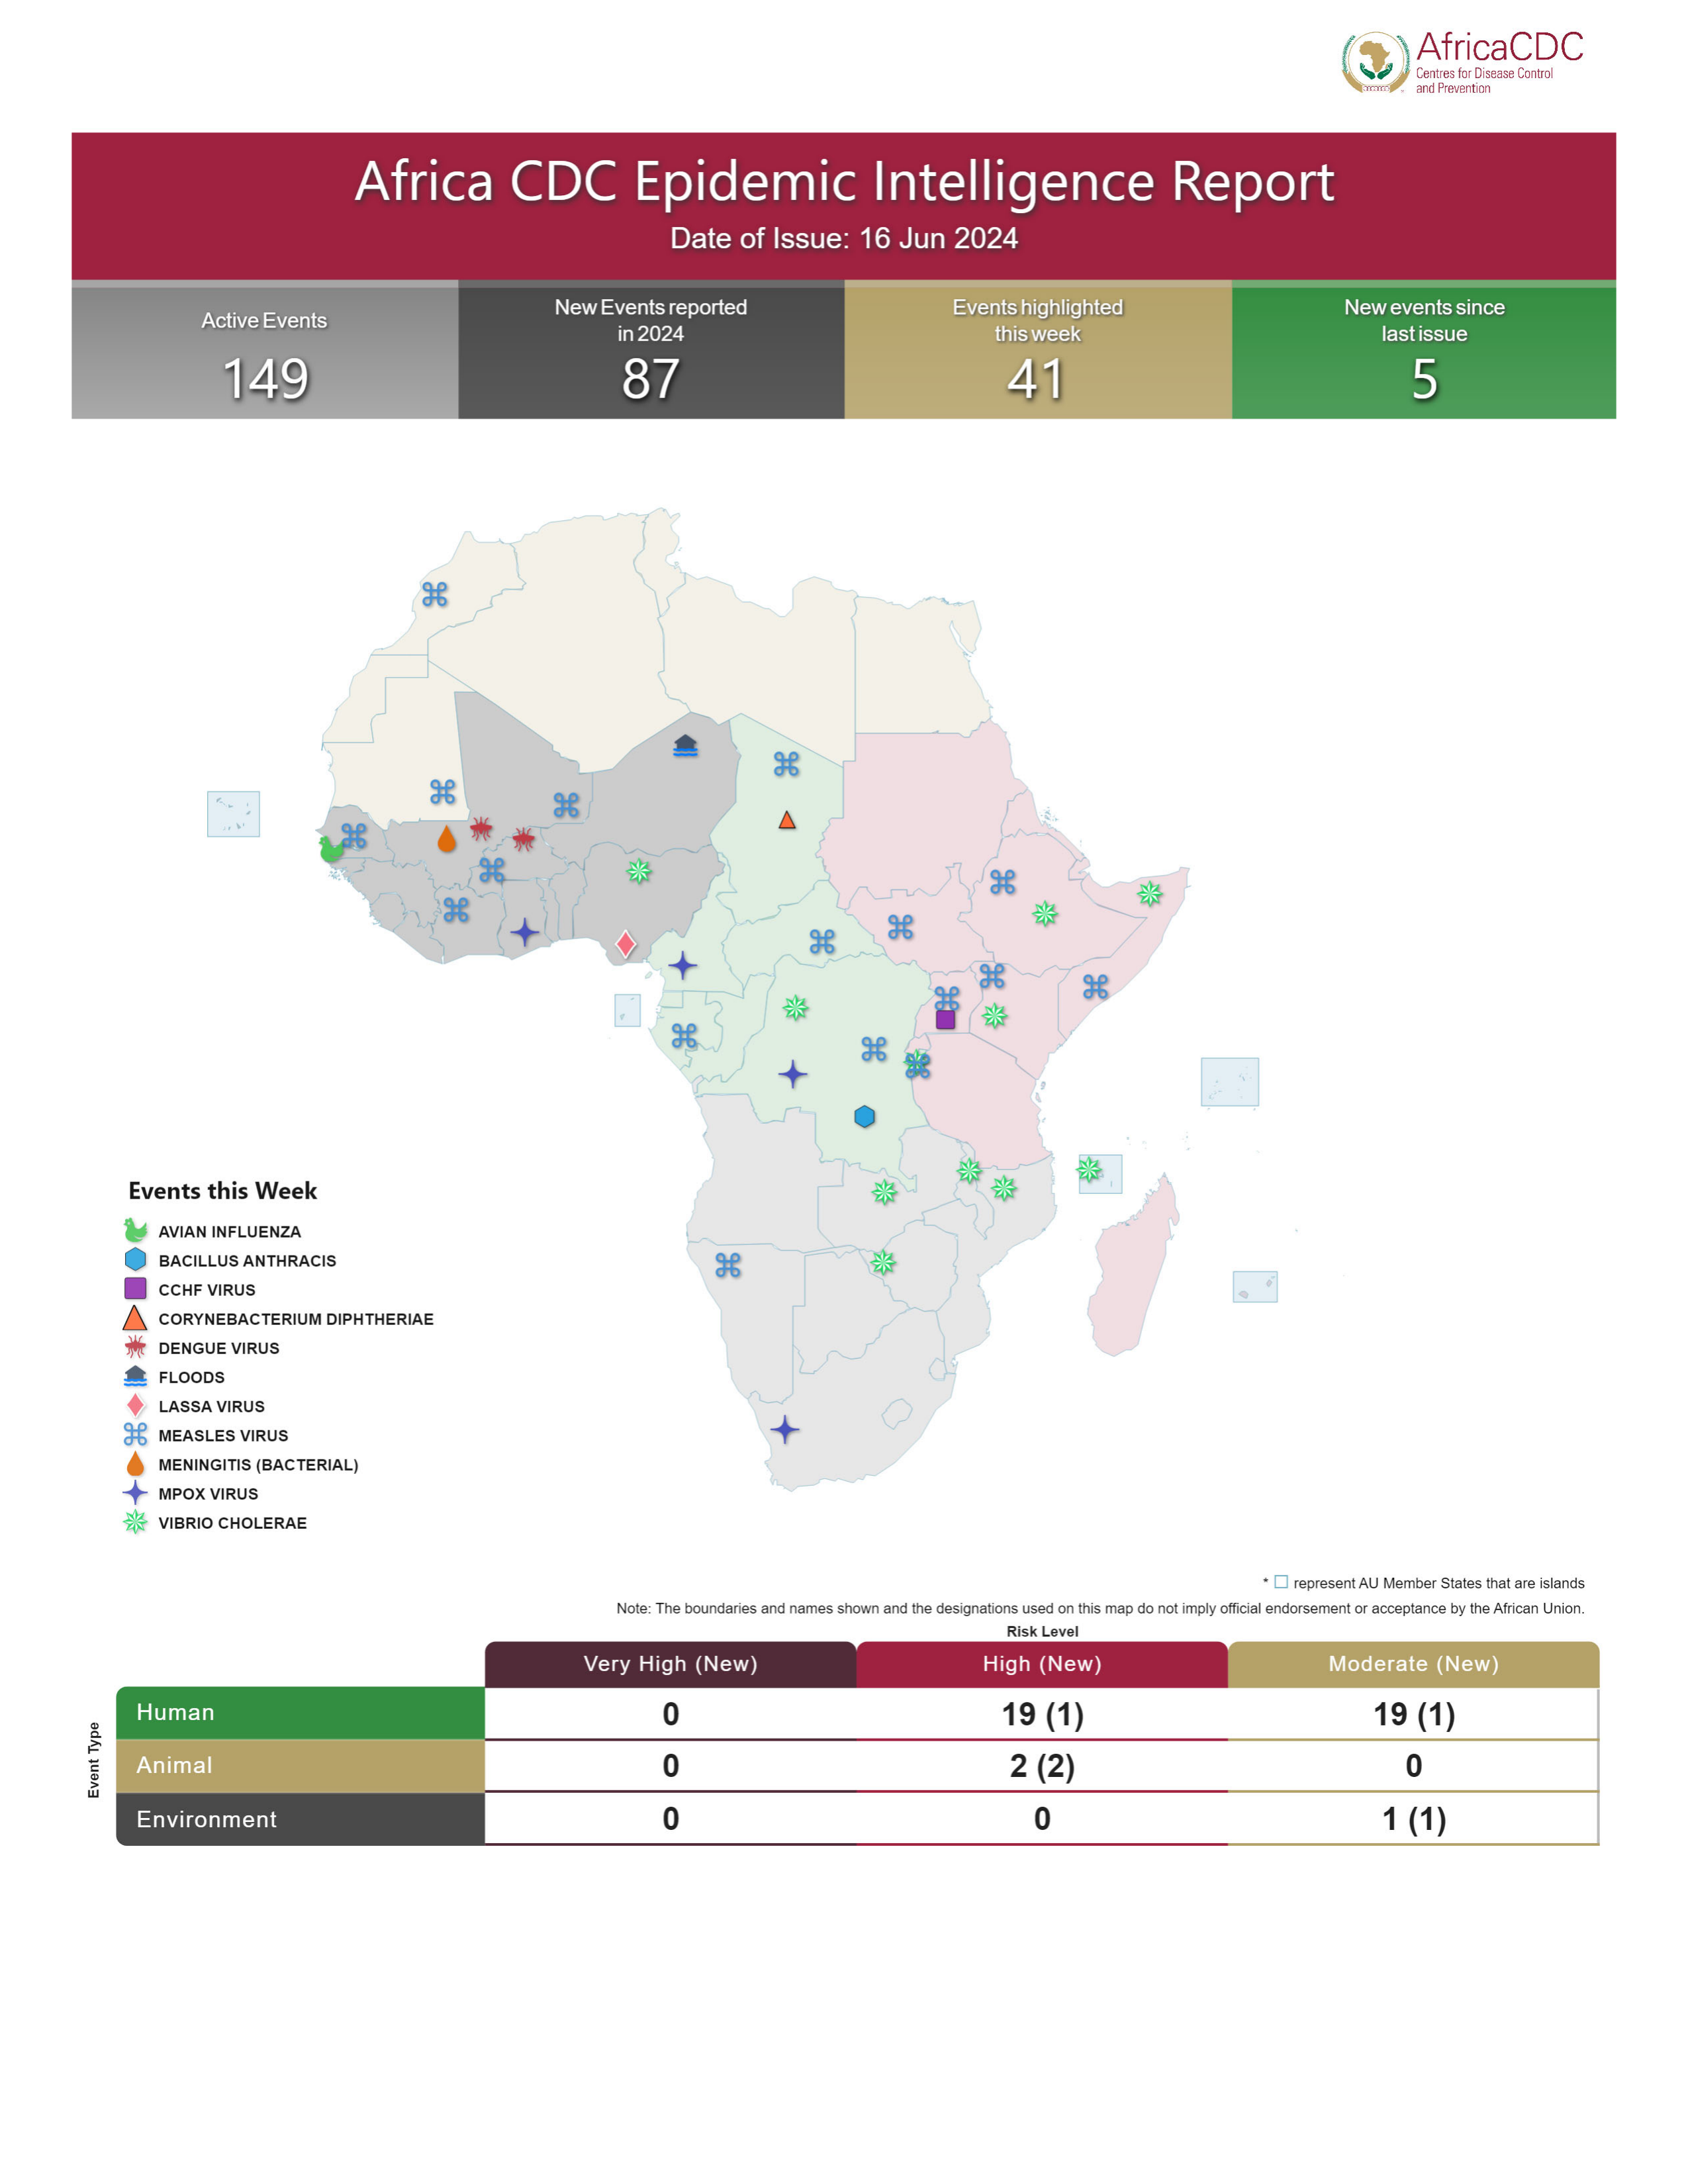 AfricaCDC
Centres for Disease Control
and Prevention
Africa CDC Epidemic Intelligence Report
Date of Issue: 16 Jun 2024
Active Events
149
New Events reported
in 2024
87
Events highlighted
this week
41
New events since
last issue
5
Events this Week
AVIAN INFLUENZA
BACILLUS ANTHRACIS
CCHF VIRUS
CORYNEBACTERIUM DIPHTHERIAE
DENGUE VIRUS
FLOODS
LASSA VIRUS
MEASLES VIRUS
MENINGITIS (BACTERIAL)
MPOX VIRUS
VIBRIO CHOLERAE
* □ represent AU Member States that are islands
Note: The boundaries and names shown and the designations used on this map do not imply official endorsement or acceptance by the African Union.
Risk Level
Very High (New) High (New) Moderate (New)
Event Type
Human 0 19 (1) 19 (1)
Animal 0 2 (2) 0
Environment 0 0 1 (1)